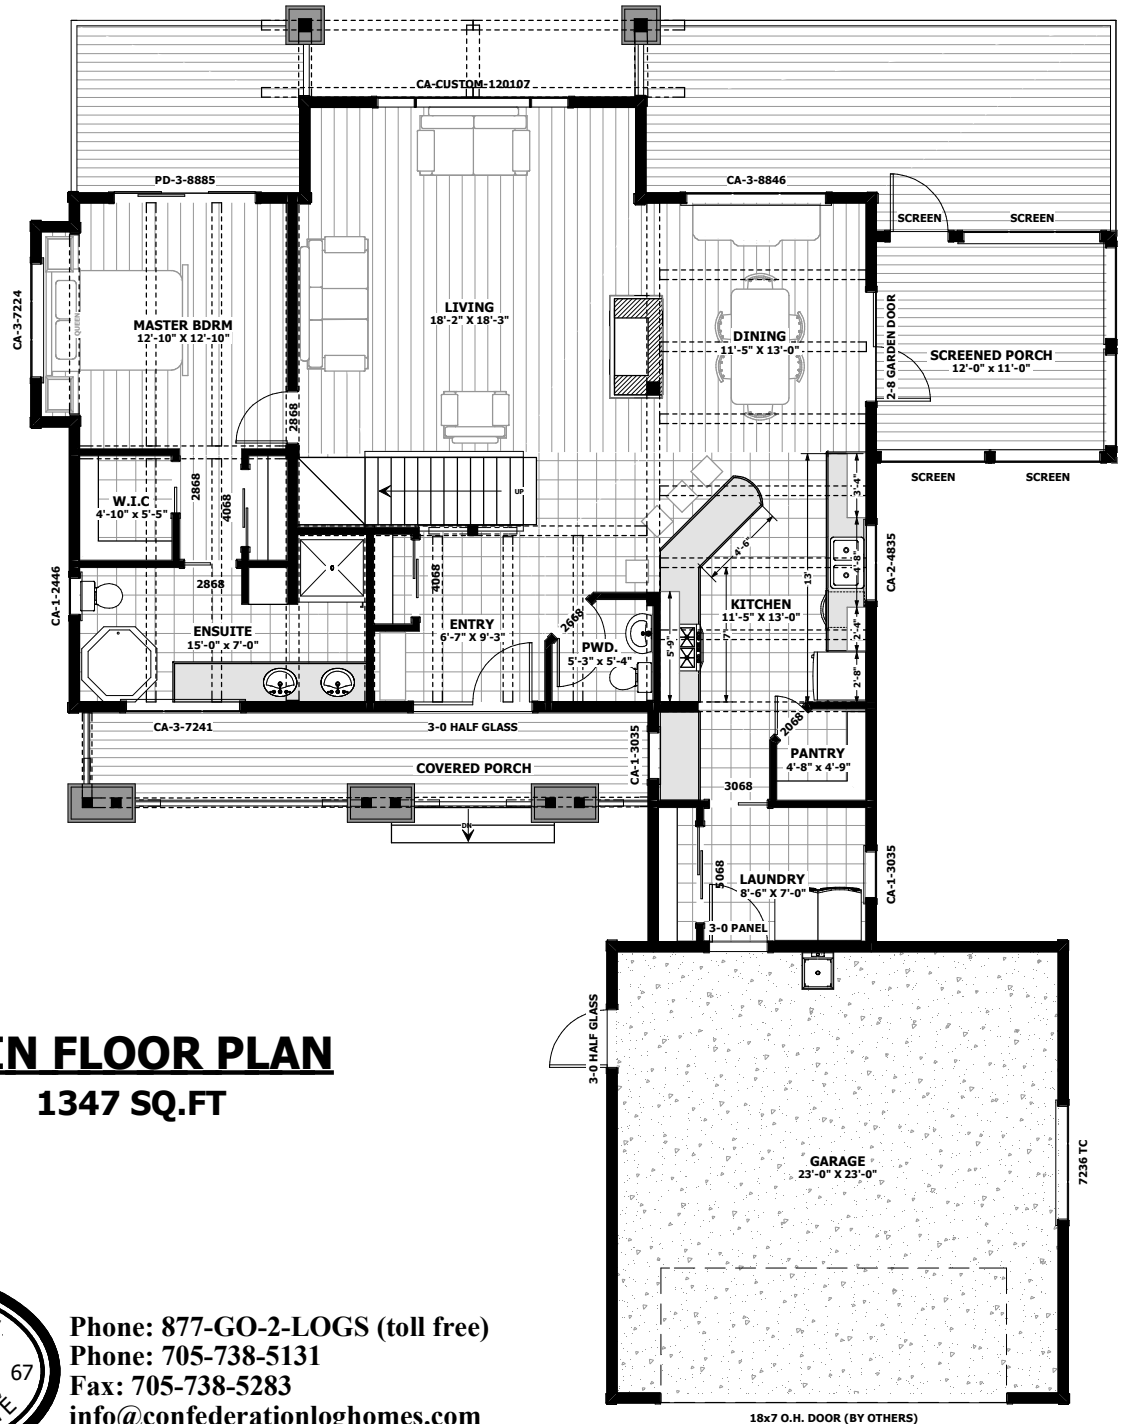 CA-CUSTOM-120107
PD-3-8885
CA-3-8846
SCREEN
SCREEN
CA-3-7224
QUEEN
MASTER BDRM
12'-10" X 12'-10"
LIVING
18'-2" X 18'-3"
DINING
11'-5" X 13'-0"
2-8 GARDEN DOOR
SCREENED PORCH
12'-0" x 11'-0"
2868
SCREEN
SCREEN
W.I.C
4'-10" x 5'-5"
2868
4068
UP
3'-4"
4'-6"
13'
4'-8"
CA-2-4835
CA-1-2446
2868
4068
ENSUITE
15'-0" x 7'-0"
ENTRY
6'-7" X 9'-3"
2668
PWD.
5'-3" x 5'-4"
5'-9"
7'
KITCHEN
11'-5" X 13'-0"
2'-4"
2'-8"
CA-3-7241
3-0 HALF GLASS
CA-1-3035
2068
PANTRY
4'-8" x 4'-9"
COVERED PORCH
3068
DN
5068
LAUNDRY
8'-6" X 7'-0"
CA-1-3035
3-0 PANEL
3-0 HALF GLASS
IN FLOOR PLAN
1347 SQ.FT
GARAGE
23'-0" X 23'-0"
7236 TC
67
Phone: 877-GO-2-LOGS (toll free)
Phone: 705-738-5131
Fax: 705-738-5283
info@confederationloghomes.com
18x7 O.H. DOOR (BY OTHERS)